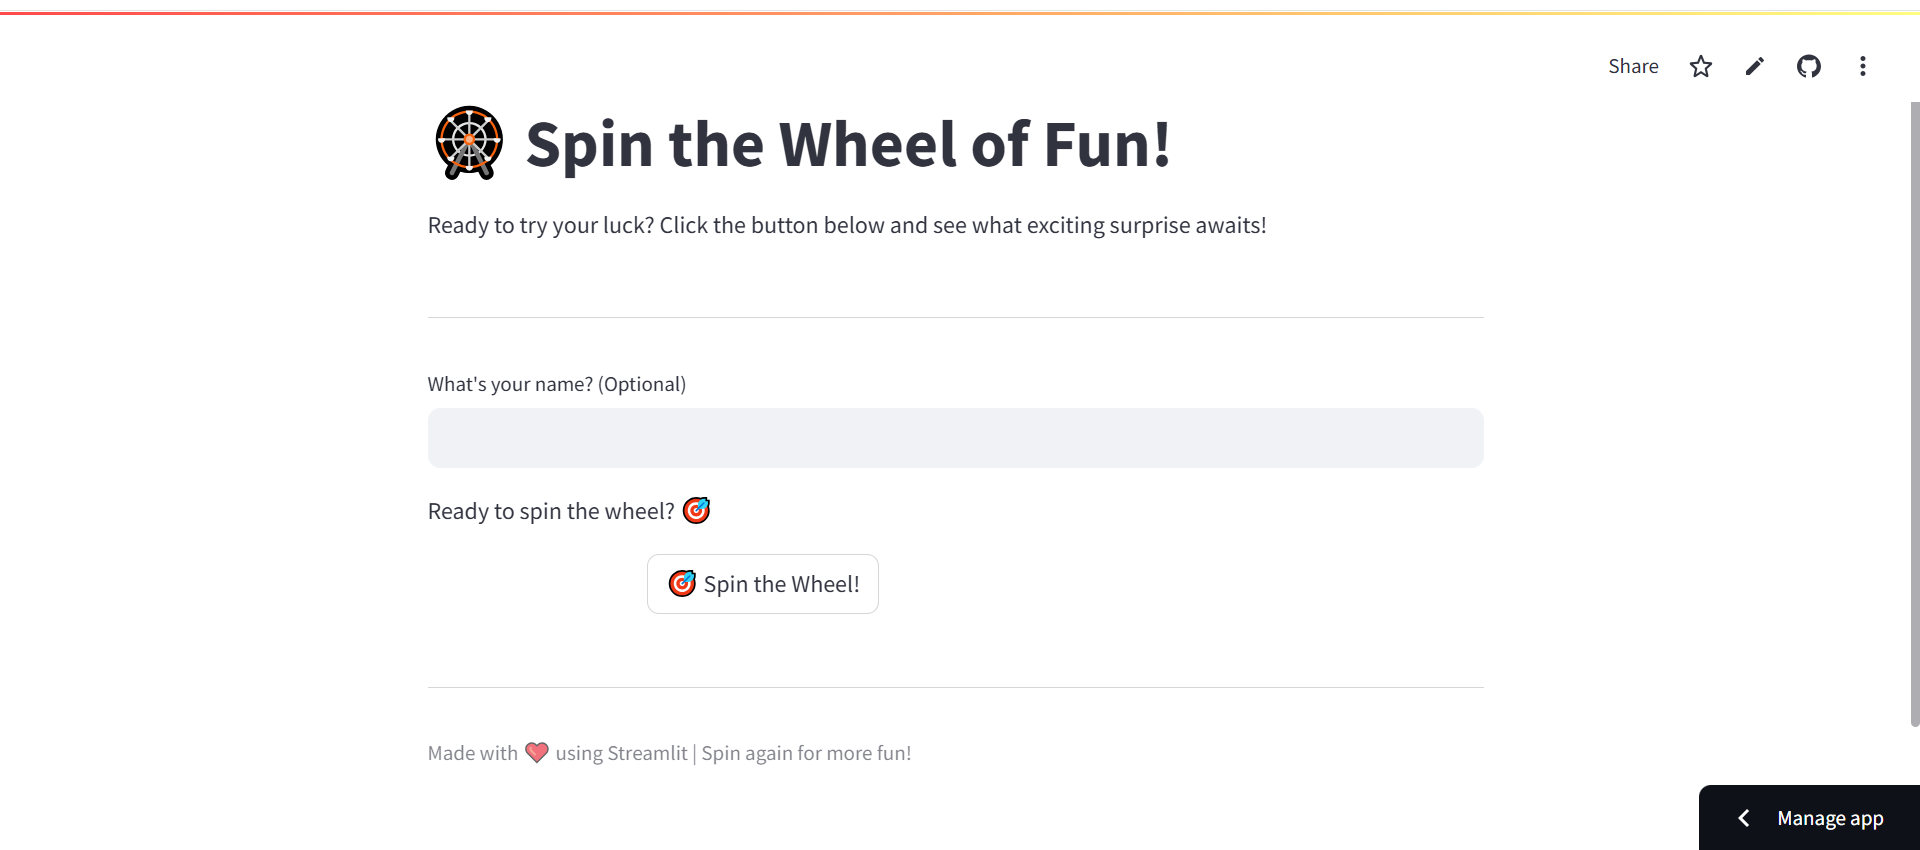 Share
🎡 Spin the Wheel of Fun!
Ready to try your luck? Click the button below and see what exciting surprise awaits!
What's your name? (Optional)
Ready to spin the wheel? 🎯
🎯 Spin the Wheel!
Made with ❤️ using Streamlit | Spin again for more fun!
Manage app